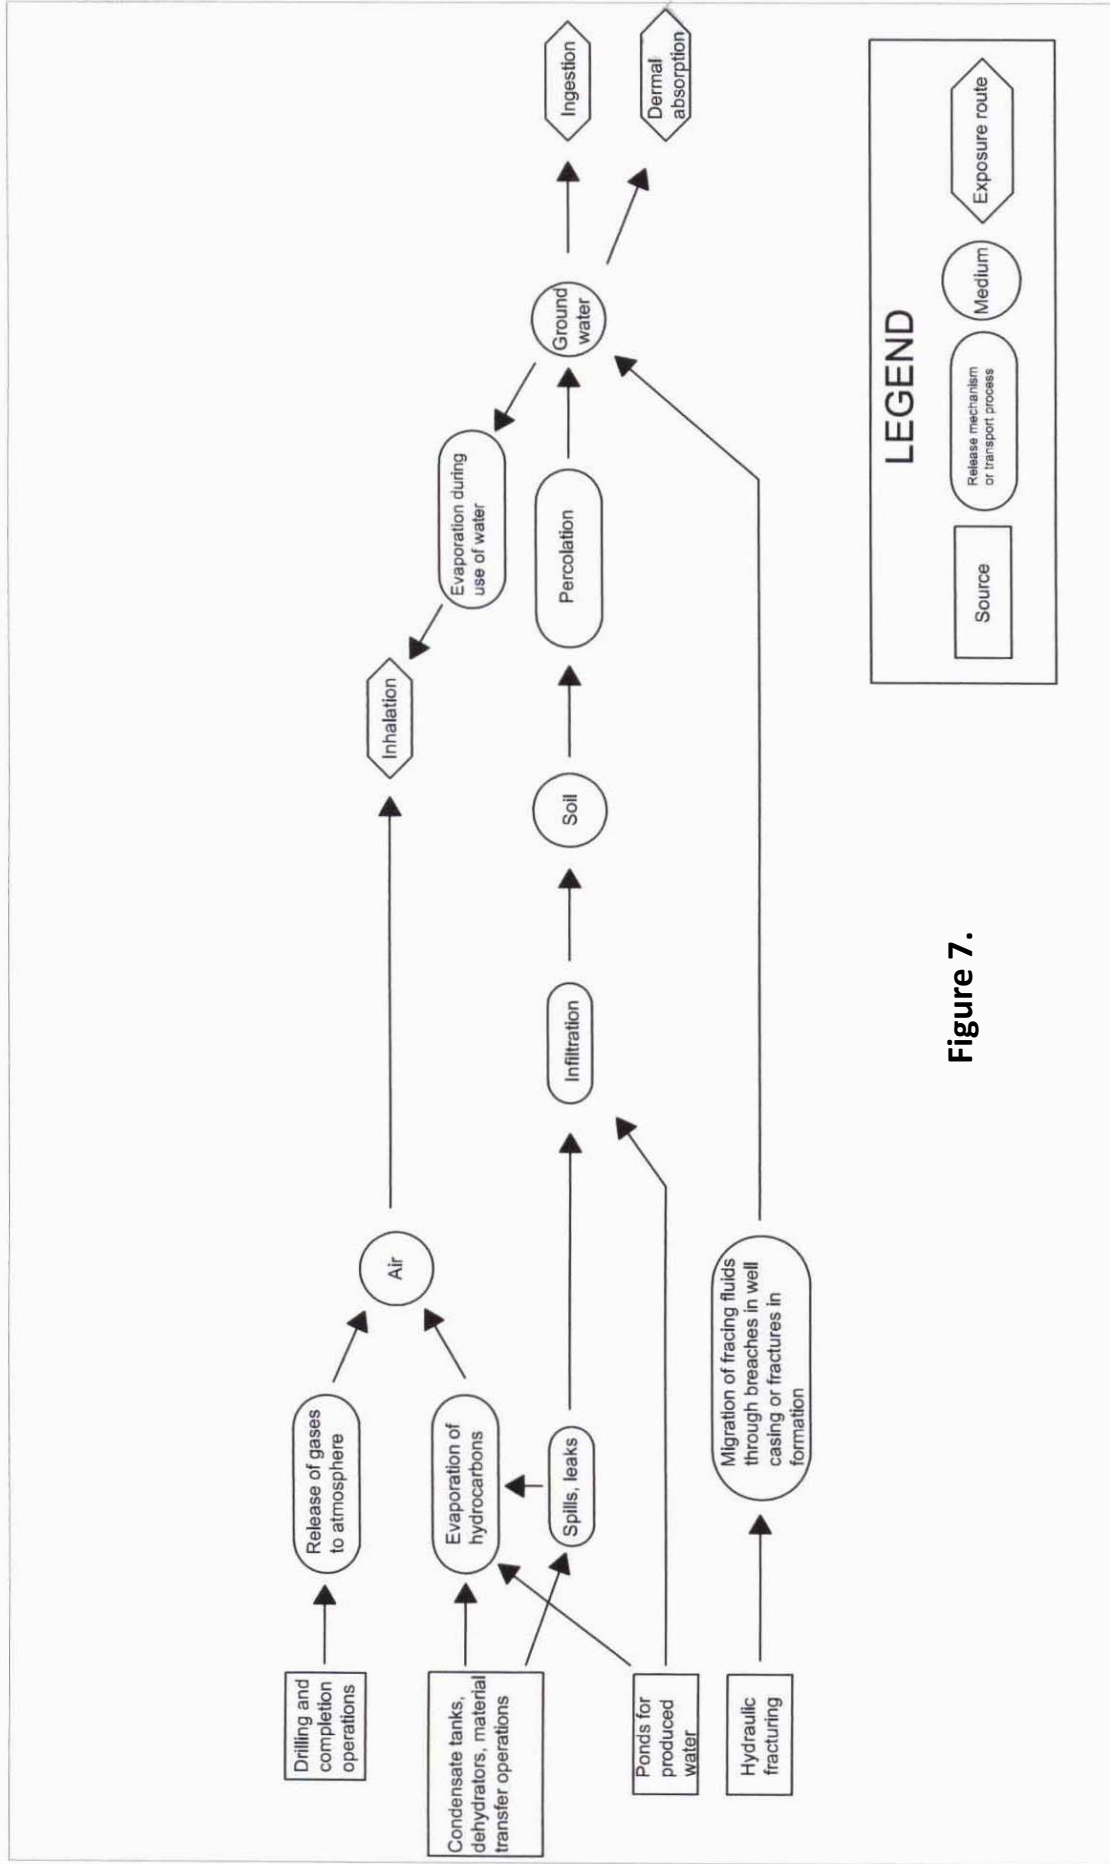 Drilling and
completion
operations
Release of gases
to atmosphere
Condensate tanks,
dehydrators, material
transfer operations
Evaporation of
hydrocarbons
Air
Inhalation
Evaporation during
use of water
Spills, leaks
Infiltration
Soil
Percolation
Ground
water
Ingestion
Dermal
absorption
Ponds for
produced
water
Hydraulic
fracturing
Migration of fracing fluids
through breaches in well
casing or fractures in
formation
LEGEND
Source
Release mechanism
or transport process
Medium
Exposure route
Figure 7.